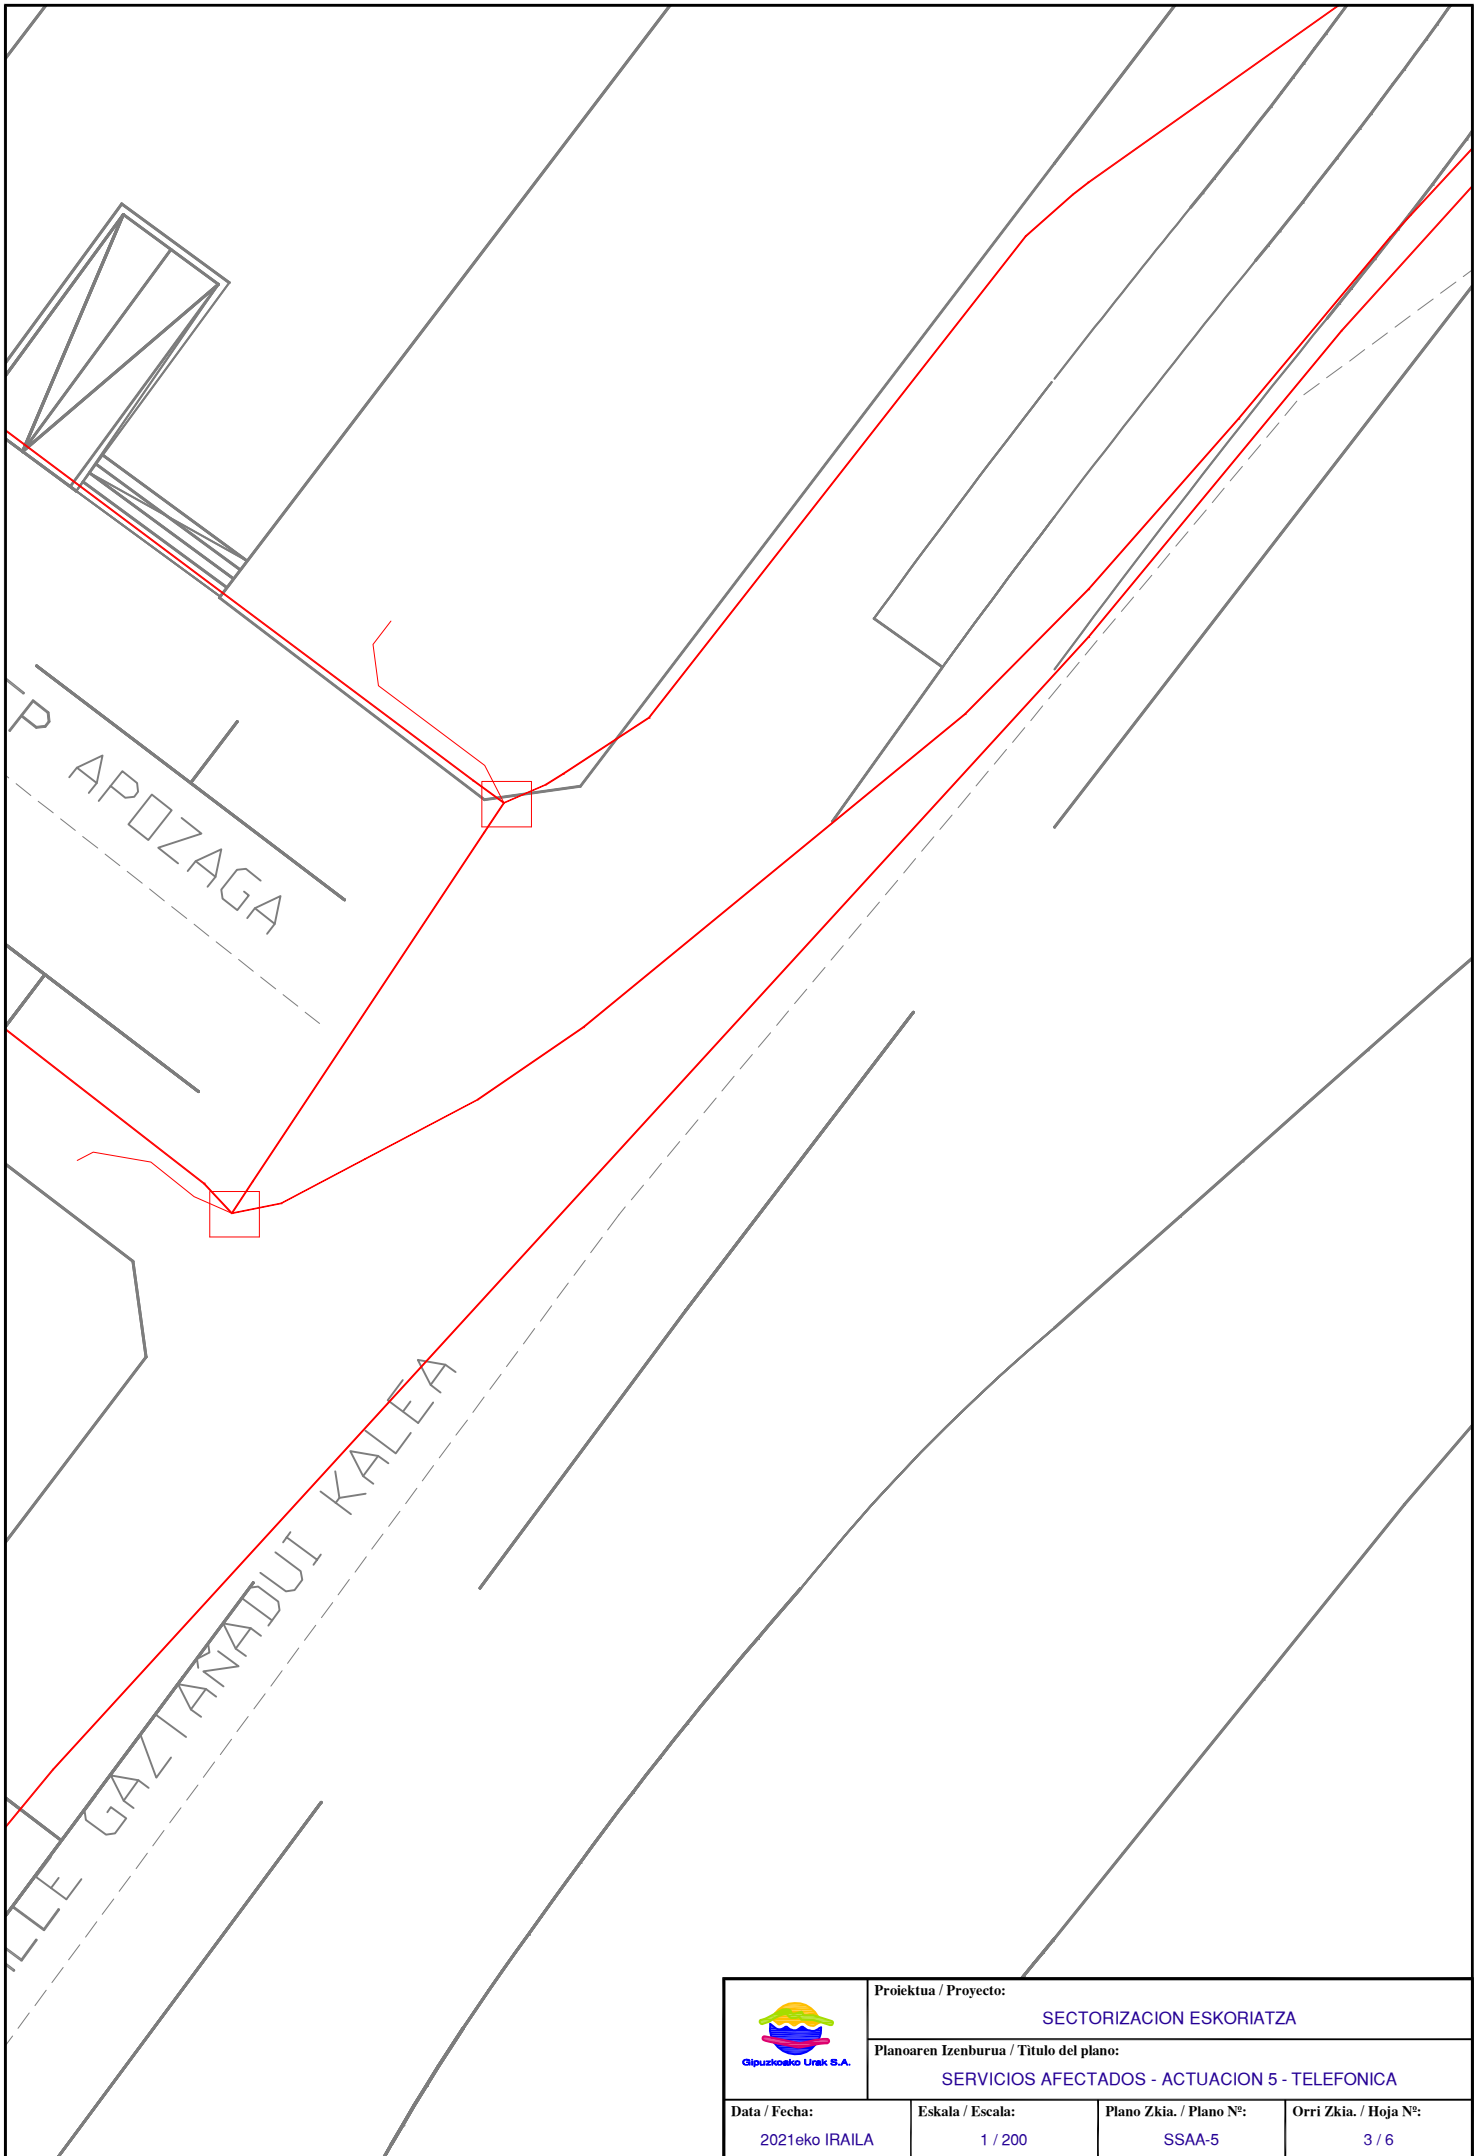 P APOZAGA
LLE GAZTAÑADUI KALEA
Proiektua / Proyecto:
SECTORIZACION ESKORIATZA
Planoaren Izenburua / Título del plano:
SERVICIOS AFECTADOS - ACTUACION 5 - TELEFONICA
Gipuzkoako Urak S.A.
Data / Fecha:
Eskala / Escala:
Plano Zkia. / Plano Nº:
Orri Zkia. / Hoja Nº:
2021eko IRAILA
1 / 200
SSAA-5
3 / 6